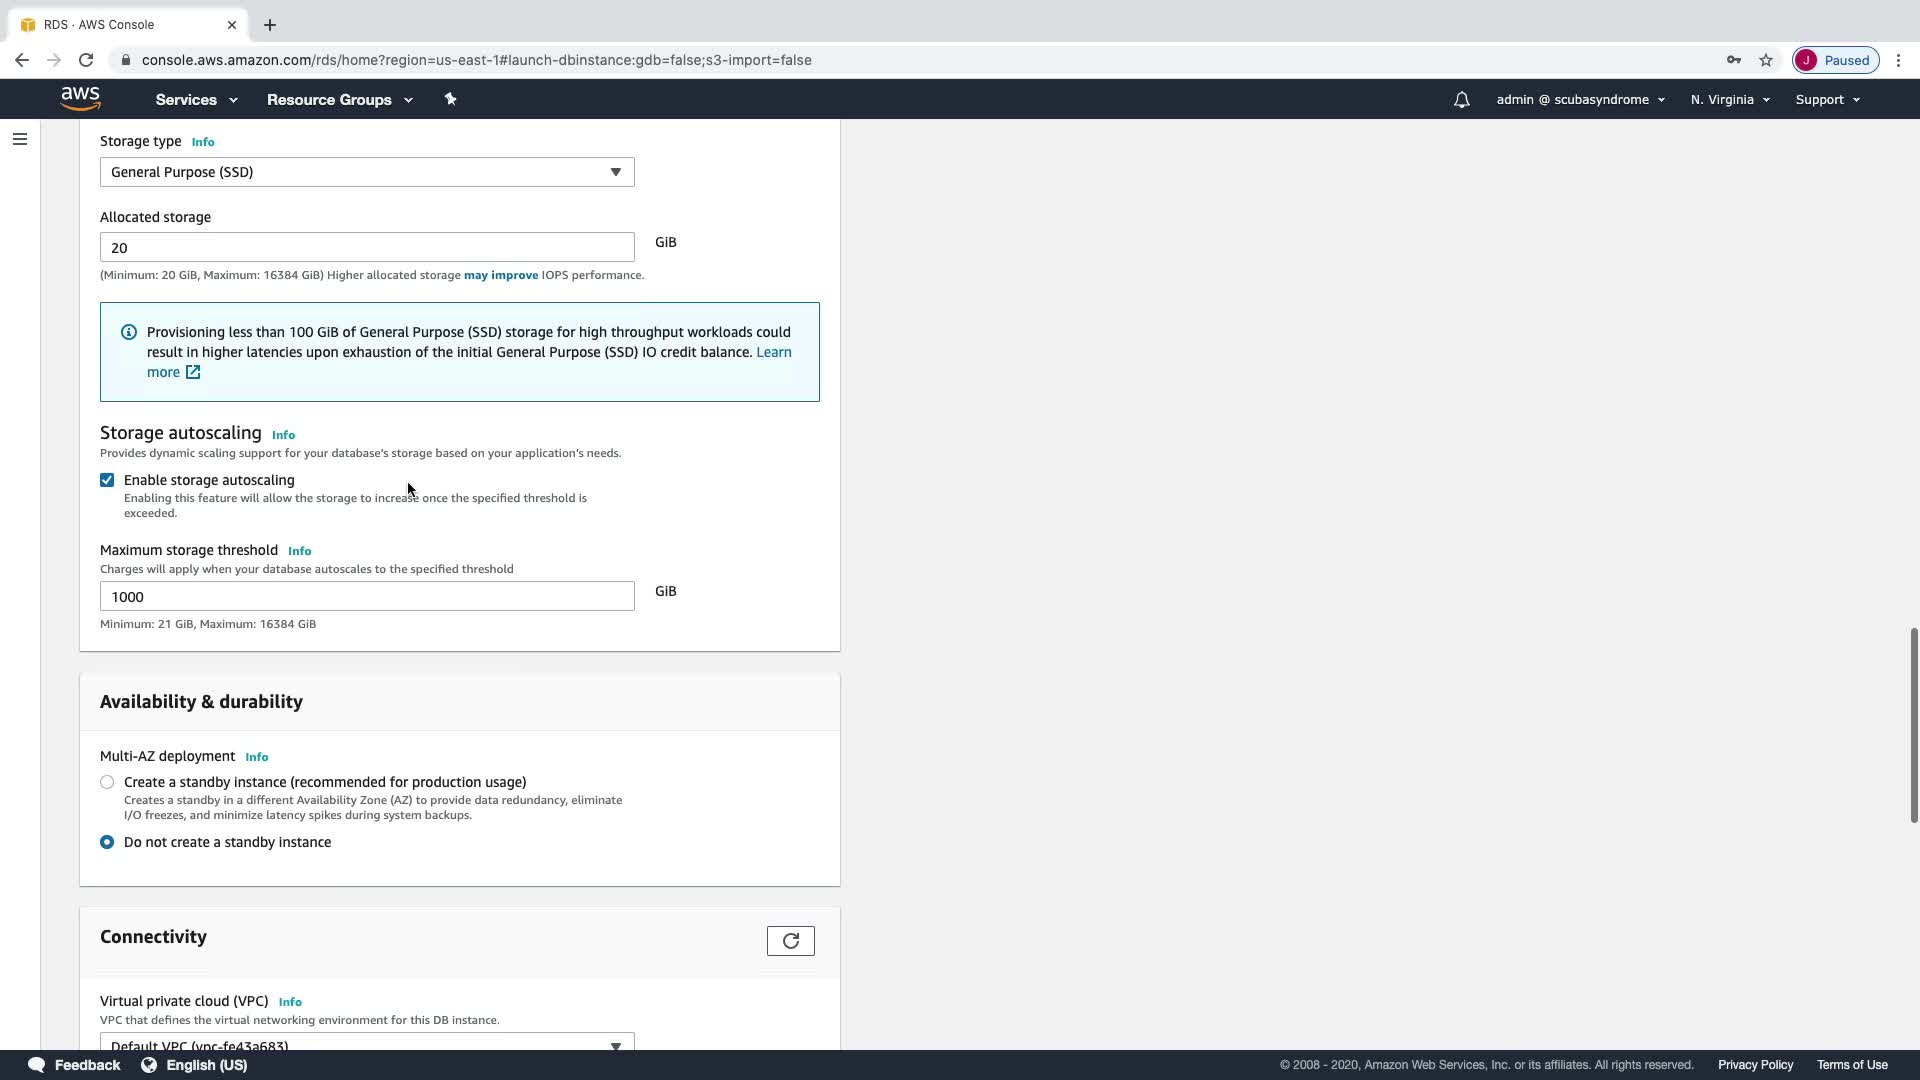 RDS · AWS Console
console.aws.amazon.com/rds/home?region=us-east-1#launch-dbinstance:gdb=false;s3-import=false
J Paused
aws Services Resource Groups admin @ scubasyndrome N. Virginia Support
Storage type Info
General Purpose (SSD)
Allocated storage
20 GiB
(Minimum: 20 GiB, Maximum: 16384 GiB) Higher allocated storage may improve IOPS performance.
Provisioning less than 100 GiB of General Purpose (SSD) storage for high throughput workloads could
result in higher latencies upon exhaustion of the initial General Purpose (SSD) IO credit balance. Learn
more
Storage autoscaling Info
Provides dynamic scaling support for your database's storage based on your application's needs.
Enable storage autoscaling
Enabling this feature will allow the storage to increase once the specified threshold is
exceeded.
Maximum storage threshold Info
Charges will apply when your database autoscales to the specified threshold
1000 GiB
Minimum: 21 GiB, Maximum: 16384 GiB
Availability & durability
Multi-AZ deployment Info
Create a standby instance (recommended for production usage)
Creates a standby in a different Availability Zone (AZ) to provide data redundancy, eliminate
I/O freezes, and minimize latency spikes during system backups.
Do not create a standby instance
Connectivity
Virtual private cloud (VPC) Info
VPC that defines the virtual networking environment for this DB instance.
Default VPC (vpc-fe43a683)
Feedback English (US) © 2008 - 2020, Amazon Web Services, Inc. or its affiliates. All rights reserved. Privacy Policy Terms of Use